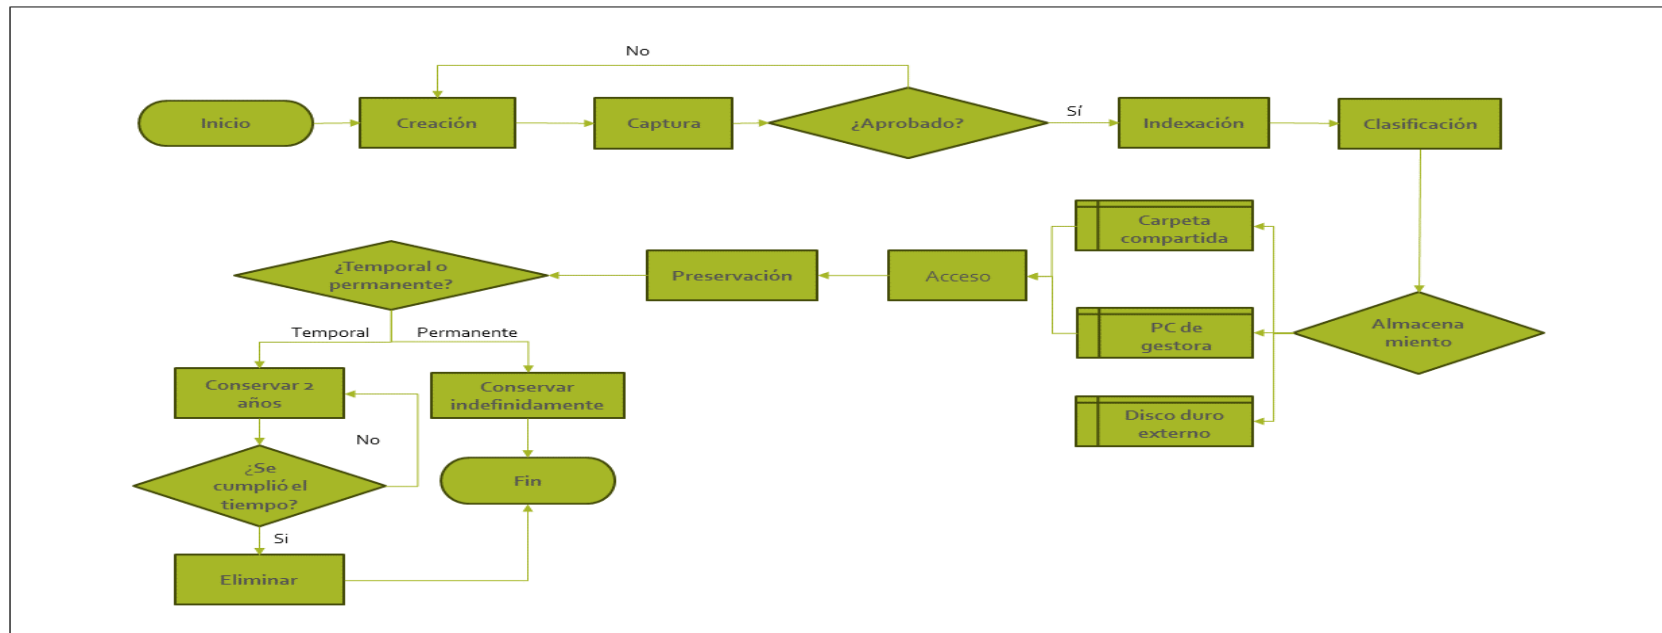 No
Inicio
Creación
Captura
¿Aprobado?
Sí
Indexación
Clasificación
Carpeta
compartida
¿Temporal o
permanente?
Preservación
Acceso
PC de
gestora
Almacena
miento
Temporal
Permanente
Conservar 2
años
Conservar
indefinidamente
Disco duro
externo
No
¿Se
cumplió el
tiempo?
Fin
Si
Eliminar